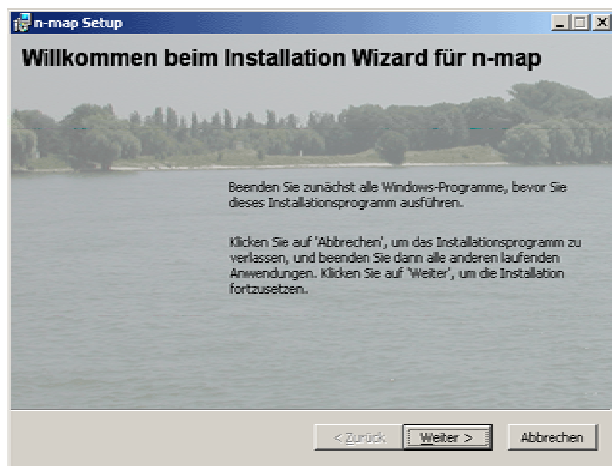 n-map Setup
Willkommen beim Installation Wizard für n-map
Beenden Sie zunächst alle Windows-Programme, bevor Sie
dieses Installationsprogramm ausführen.
Klicken Sie auf 'Abbrechen', um das Installationsprogramm zu
verlassen, und beenden Sie dann alle anderen laufenden
Anwendungen. Klicken Sie auf 'Weiter', um die Installation
fortzusetzen.
< Zurück Weiter > Abbrechen